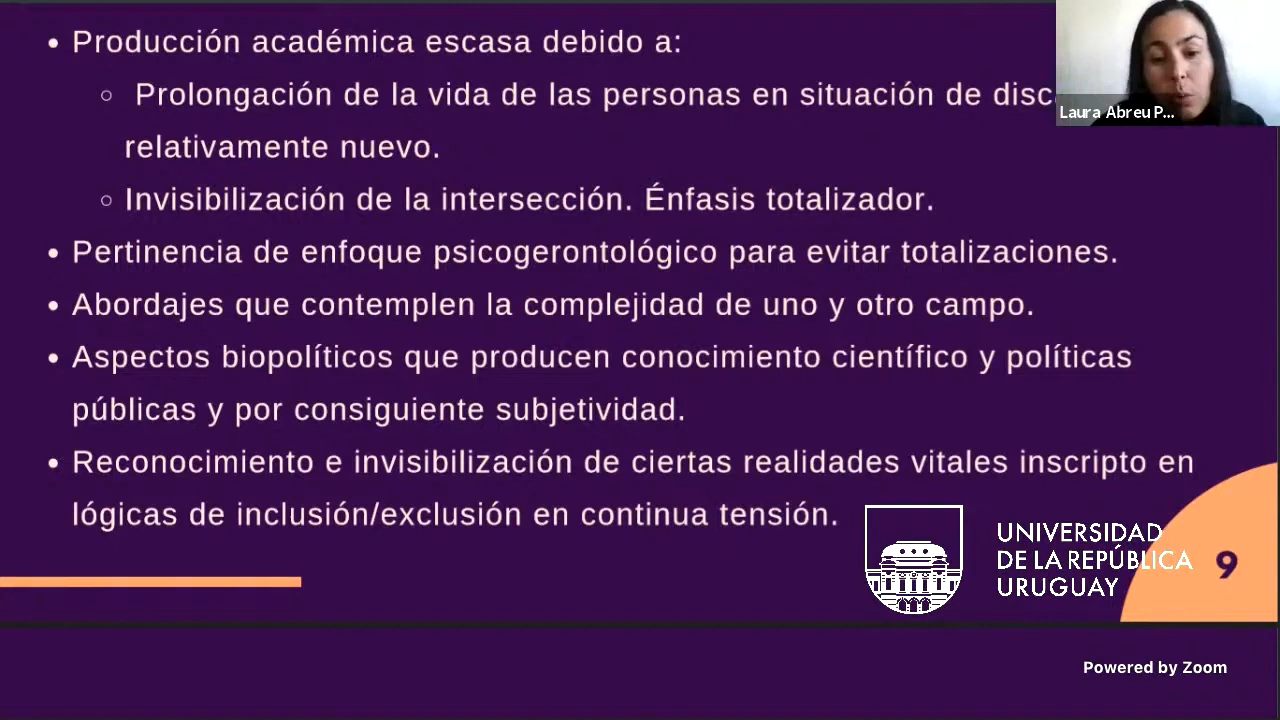 • Producción académica escasa debido a:
◦ Prolongación de la vida de las personas en situación de
relativamente nuevo.
◦ Invisibilización de la intersección. Énfasis totalizador.
• Pertinencia de enfoque psicogerontológico para evitar totalizaciones.
• Abordajes que contemplen la complejidad de uno y otro campo.
• Aspectos biopolíticos que producen conocimiento científico y políticas
públicas y por consiguiente subjetividad.
• Reconocimiento e invisibilización de ciertas realidades vitales inscripto en
lógicas de inclusión/exclusión en continua tensión.
Laura Abreu P...
UNIVERSIDAD
DE LA REPÚBLICA
URUGUAY
9
Powered by Zoom